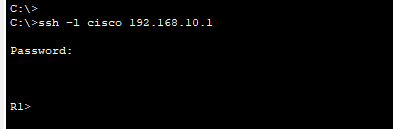 C:\>
C:\>ssh -l cisco 192.168.10.1
Password:
R1>